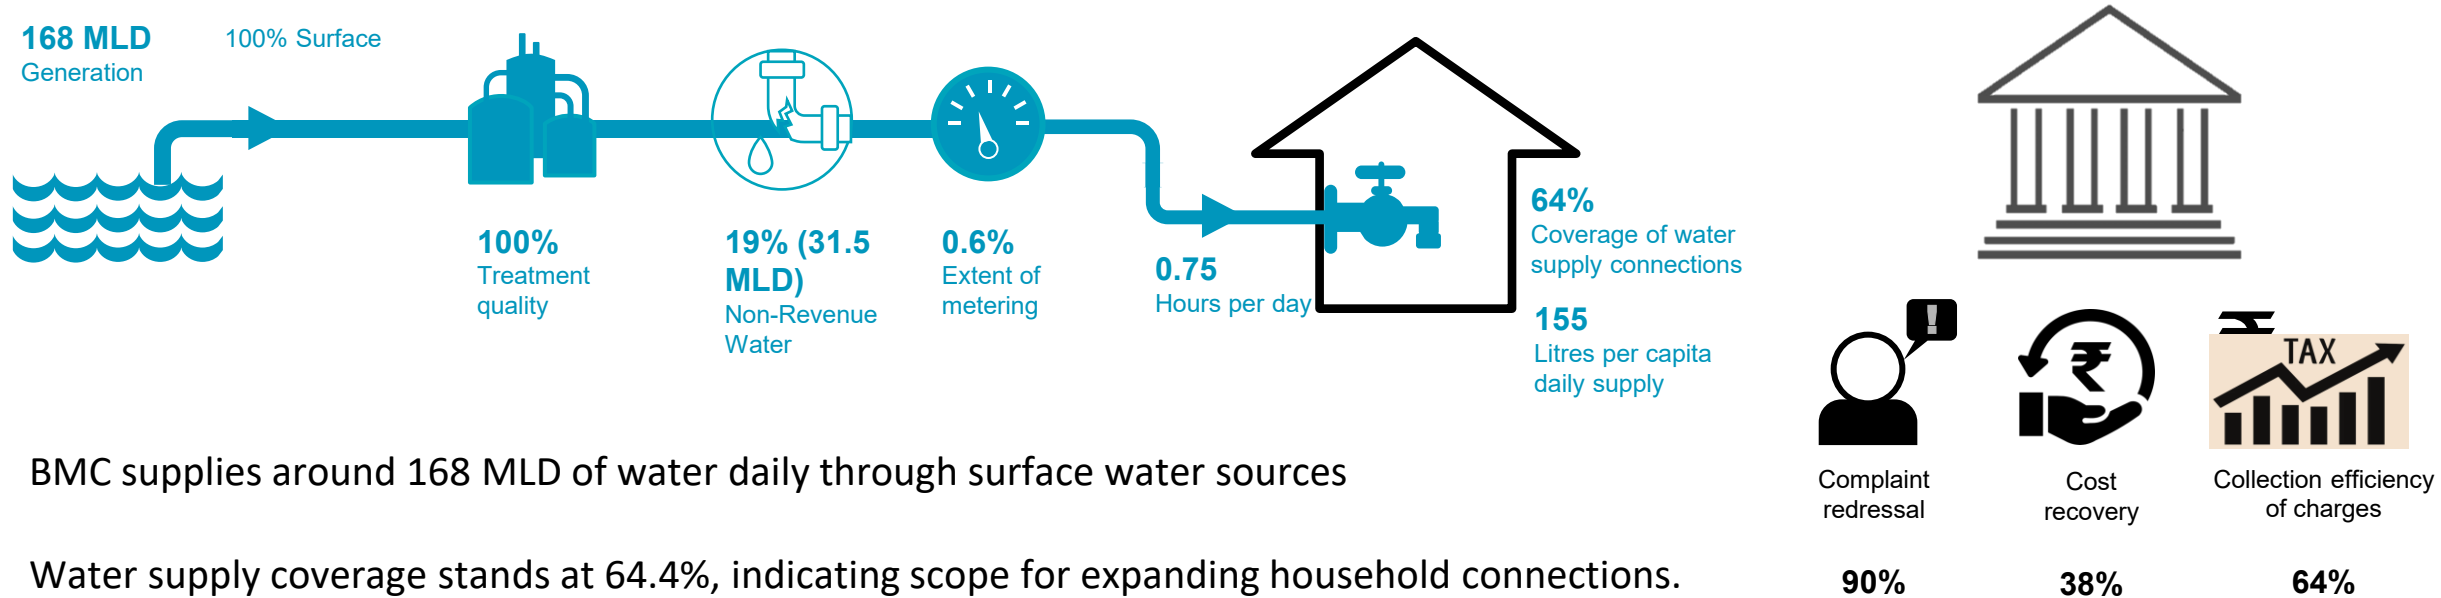 168 MLD
Generation
100% Surface
100%
Treatment
quality
19% (31.5
MLD)
Non-Revenue
Water
0.6%
Extent of
metering
0.75
Hours per day
64%
Coverage of water
supply connections
155
Litres per capita
daily supply
!
₹
TAX
Complaint
redressal
Cost
recovery
Collection efficiency
of charges
90%
38%
64%
BMC supplies around 168 MLD of water daily through surface water sources
Water supply coverage stands at 64.4%, indicating scope for expanding household connections.